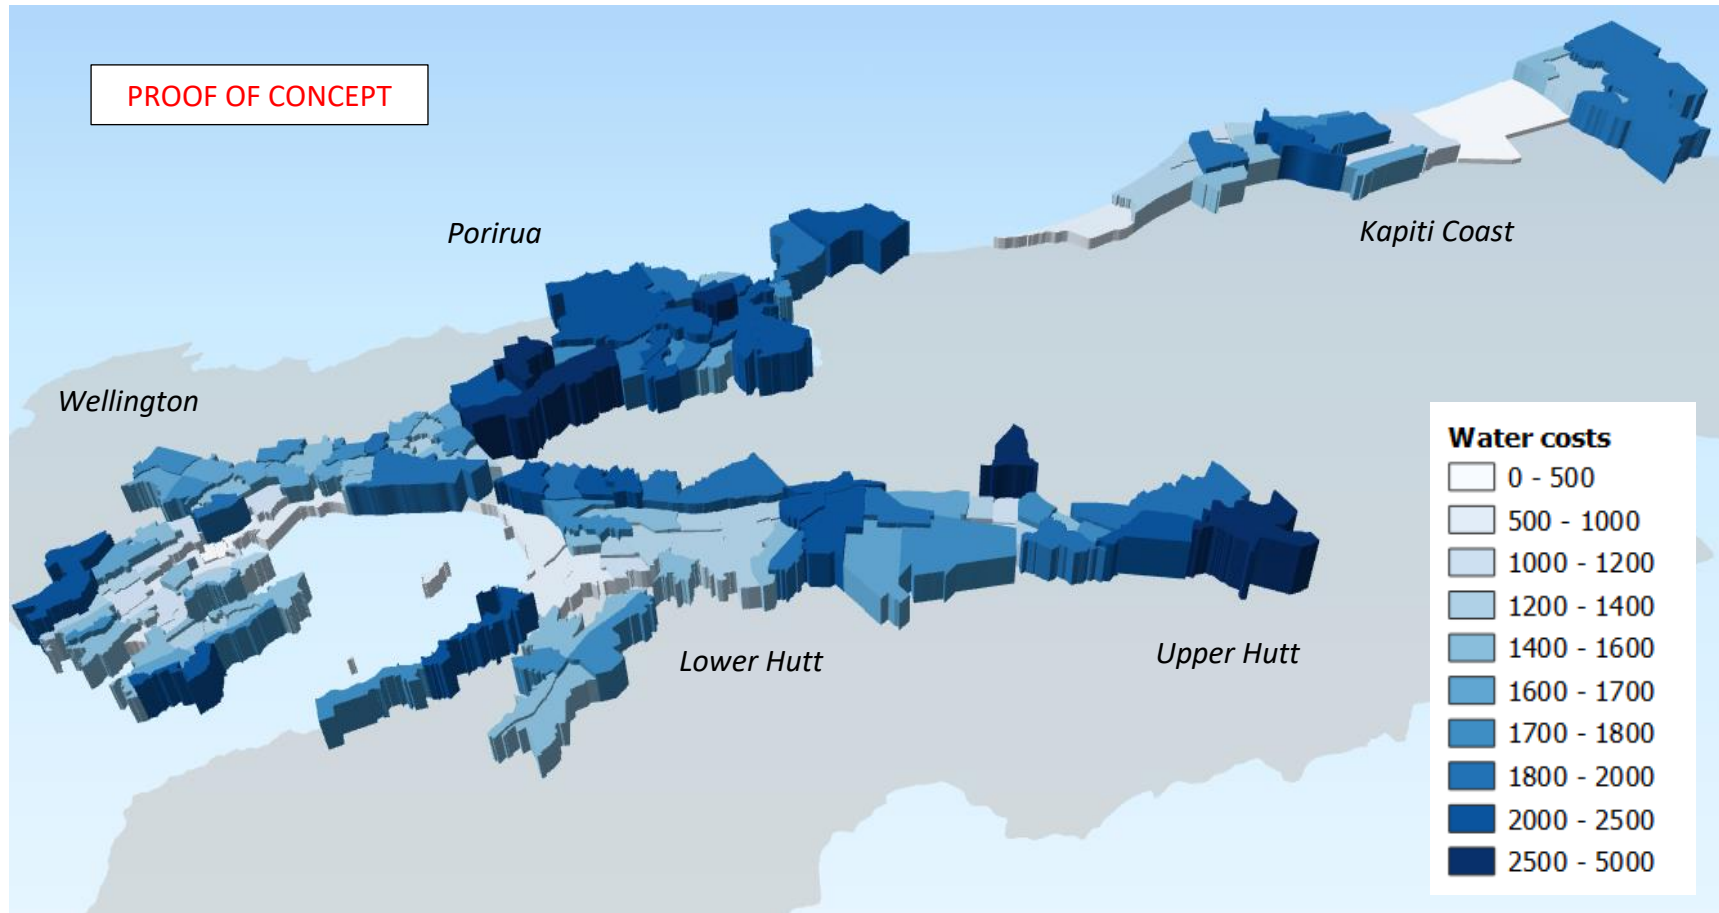 PROOF OF CONCEPT
Porirua
Kapiti Coast
Wellington
Lower Hutt
Upper Hutt
Water costs
0 - 500
500 - 1000
1000 - 1200
1200 - 1400
1400 - 1600
1600 - 1700
1700 - 1800
1800 - 2000
2000 - 2500
2500 - 5000